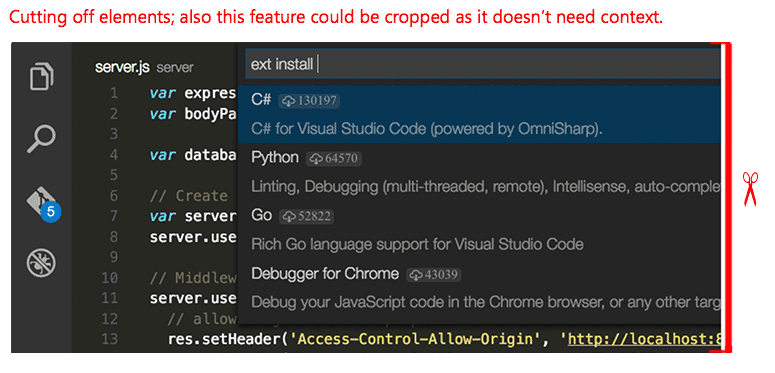 Cutting off elements; also this feature could be cropped as it doesn't need context.
server.js server
ext install
1 var expres
2 var bodyPa
3
4 var databa
5
6 // Create
7 var server
8 server.use
9
10 // Middlew
11 server.use
12 // allow
13 res.setHeader('Access-Control-Allow-Origin', 'http://localhost:8
C# 130197
C# for Visual Studio Code (powered by OmniSharp).
Python 64570
Linting, Debugging (multi-threaded, remote), Intellisense, auto-comple
Go 52822
Rich Go language support for Visual Studio Code
Debugger for Chrome 43039
Debug your JavaScript code in the Chrome browser, or any other targ
5